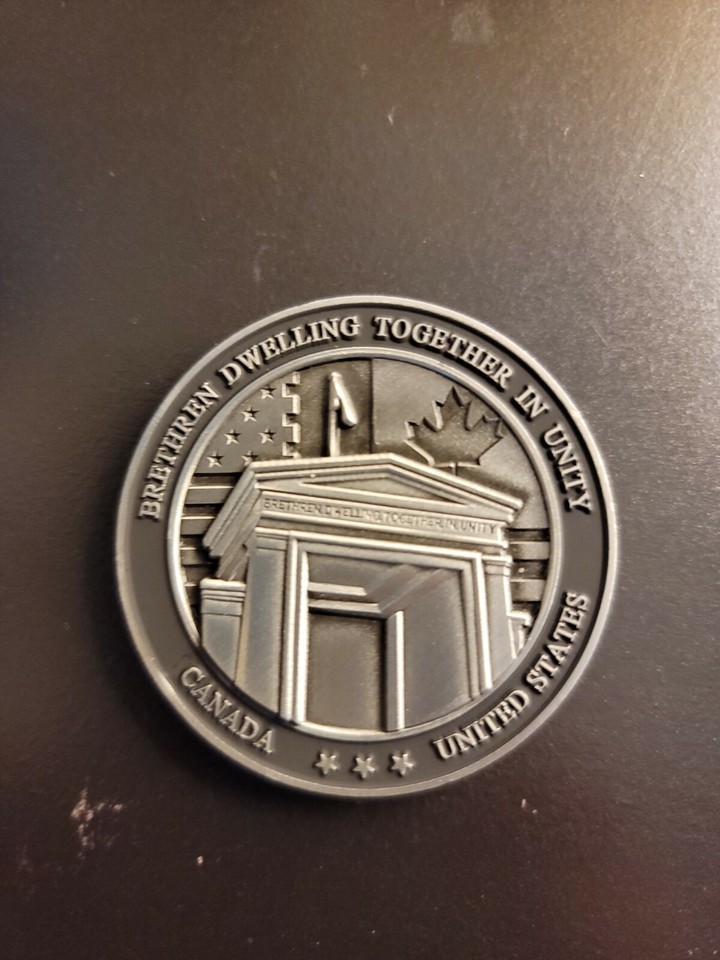 BRETHREN DWELLING TOGETHER IN UNITY
BRETHREN DWELLING TOGETHER IN UNITY
CANADA
UNITED STATES